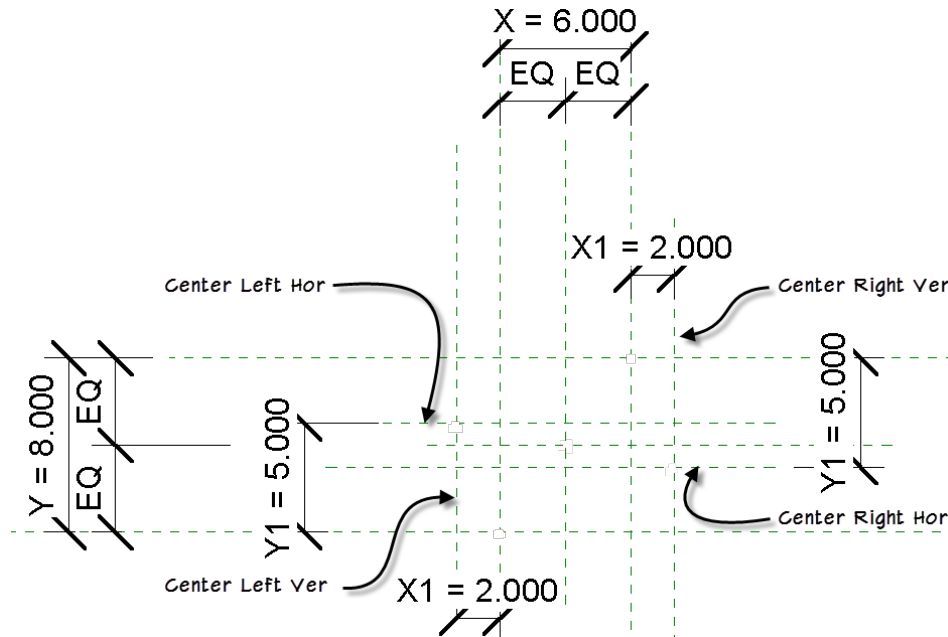 X = 6.000
EQ EQ
X1 = 2.000
Center Left Hor
Center Right Ver
Y = 8.000
EQ
EQ
Y1 = 5.000
Y1 = 5.000
Center Right Hor
Center Left Ver
X1 = 2.000